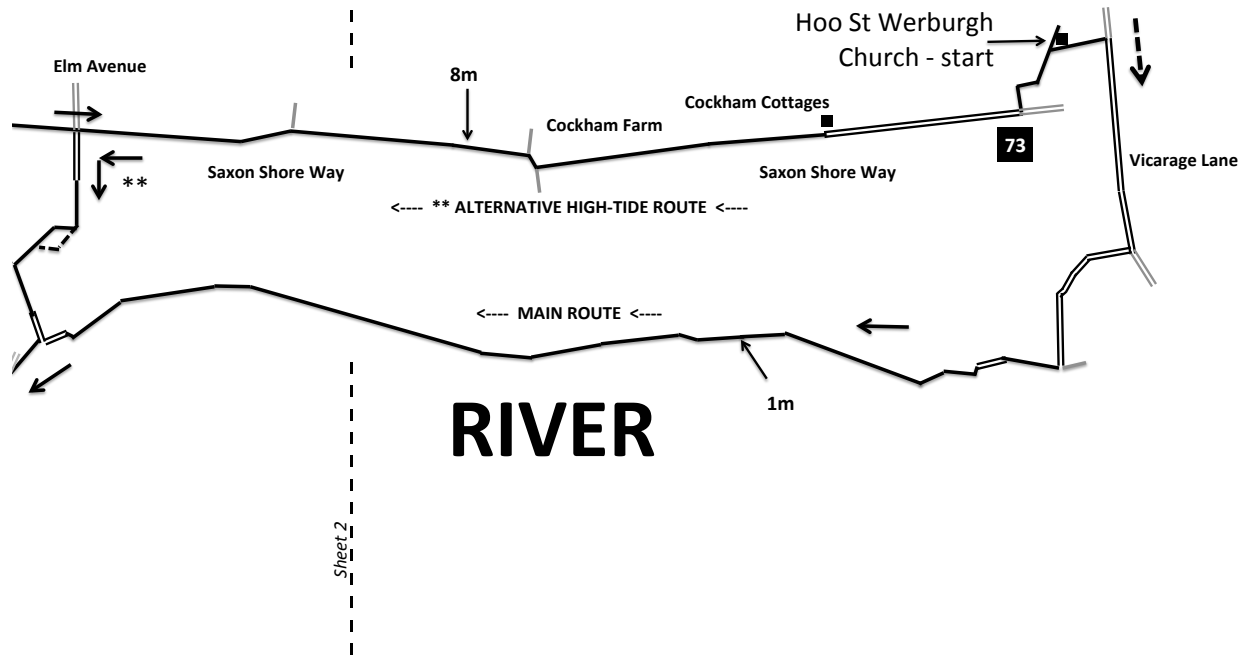 Hoo St Werburgh
Church - start
Elm Avenue
8m
Cockham Cottages
Cockham Farm
73
Vicarage Lane
**
Saxon Shore Way
Saxon Shore Way
<---- ** ALTERNATIVE HIGH-TIDE ROUTE <----
<---- MAIN ROUTE <----
1m
RIVER
Sheet 2